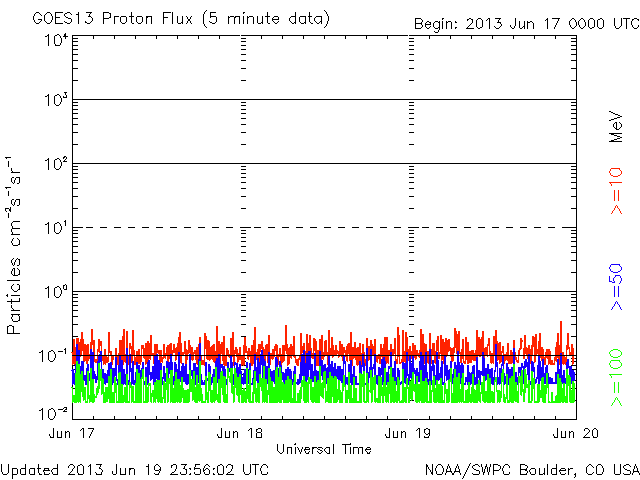 GOES13 Proton Flux (5 minute data)
Begin: 2013 Jun 17 0000 UTC
10⁴
10³
10²
10¹
10⁰
10⁻¹
10⁻²
Particles cm⁻²s⁻¹sr⁻¹
MeV
>=10
>=50
>=100
Jun 17
Jun 18
Jun 19
Jun 20
Universal Time
Updated 2013 Jun 19 23:56:02 UTC
NOAA/SWPC Boulder, CO USA